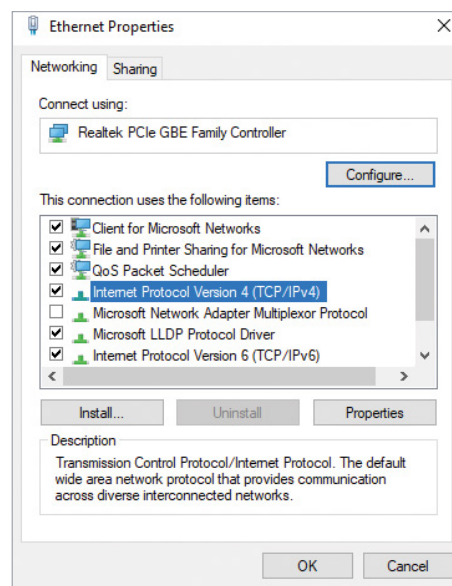 Ethernet Properties
Networking
Sharing
Connect using:
Realtek PCIe GBE Family Controller
Configure...
This connection uses the following items:
Client for Microsoft Networks
File and Printer Sharing for Microsoft Networks
QoS Packet Scheduler
Internet Protocol Version 4 (TCP/IPv4)
Microsoft Network Adapter Multiplexor Protocol
Microsoft LLDP Protocol Driver
Internet Protocol Version 6 (TCP/IPv6)
Install...
Uninstall
Properties
Description
Transmission Control Protocol/Internet Protocol. The default
wide area network protocol that provides communication
across diverse interconnected networks.
OK
Cancel